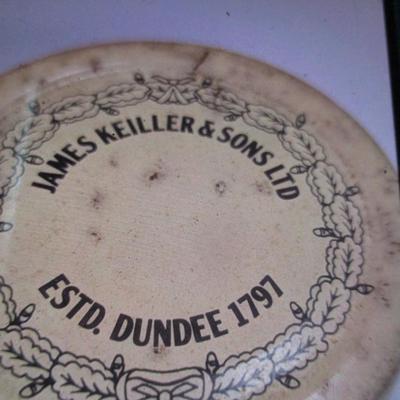 JAMES KEILLER & SONS LTD
ESTD. DUNDEE 1797